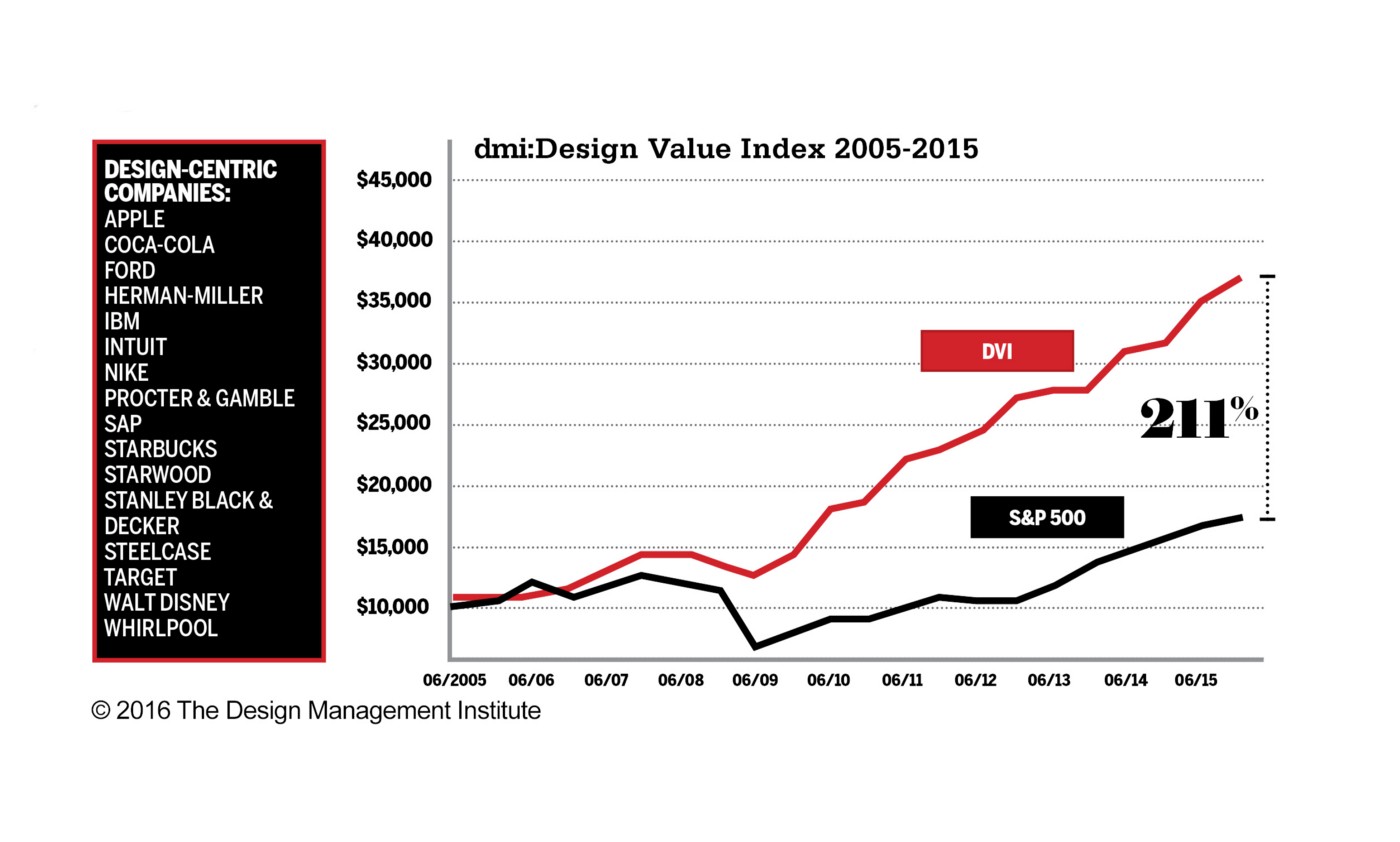 dmi:Design Value Index 2005-2015
DESIGN-CENTRIC
COMPANIES:
APPLE
COCA-COLA
FORD
HERMAN-MILLER
IBM
INTUIT
NIKE
PROCTER & GAMBLE
SAP
STARBUCKS
STARWOOD
STANLEY BLACK &
DECKER
STEELCASE
TARGET
WALT DISNEY
WHIRLPOOL
$45,000
$40,000
$35,000
$30,000
$25,000
$20,000
$15,000
$10,000
DVI
211%
S&P 500
06/2005 06/06 06/07 06/08 06/09 06/10 06/11 06/12 06/13 06/14 06/15
© 2016 The Design Management Institute